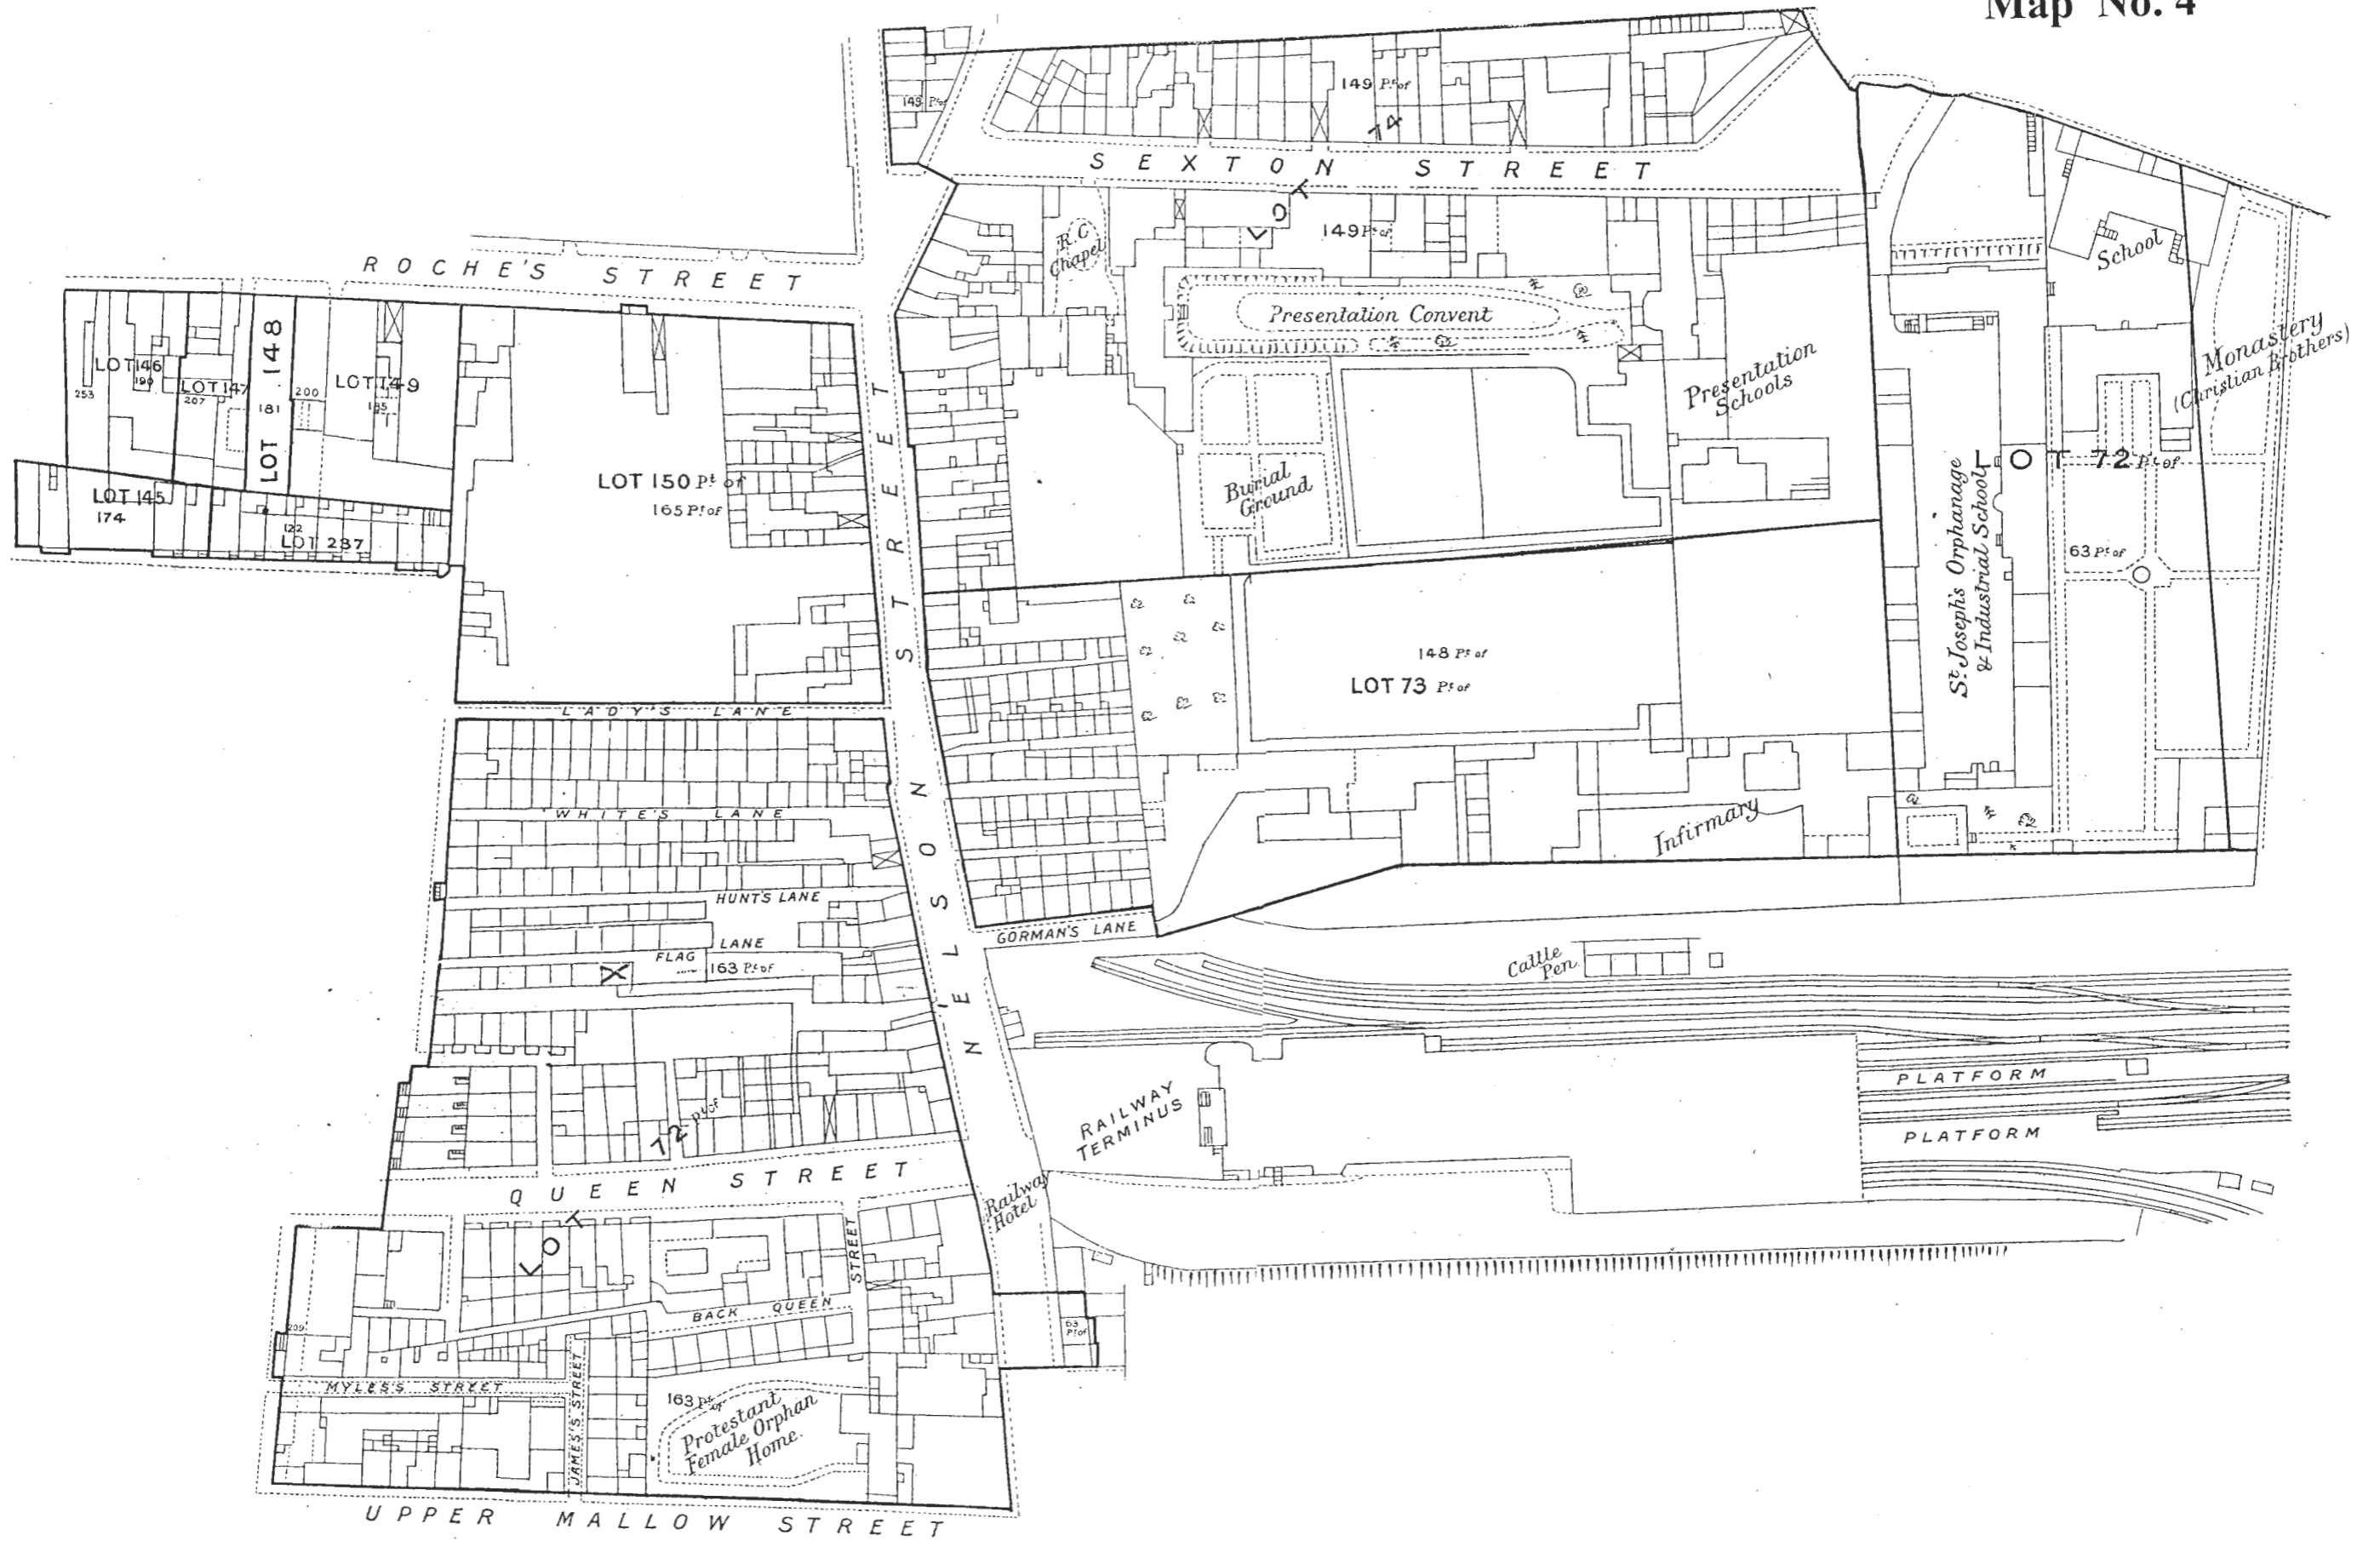 Map No. 4
149 Pt of
149 Pt of
74
SEXTON STREET
LOT
149 Pt of
R.C
Chapel
School
ROCHE'S STREET
Presentation Convent
Monastery
(Christian Brothers)
LOT 146
190
253
LOT 147
207
LOT 148
181
200
LOT 149
195
Presentation
Schools
LOT 72 Pt of
LOT 150 Pt of
165 Pt of
Burial
Ground
LOT 145
174
122
LOT 237
St. Joseph's Orphanage
& Industrial School
63 Pt of
148 Pt of
LOT 73 Pt of
LADY'S LANE
WHITE'S LANE
Infirmary
HUNT'S LANE
NELSON STREET
GORMAN'S LANE
FLAG LANE
163 Pt of
Cattle
Pen
PLATFORM
RAILWAY
TERMINUS
PLATFORM
72 Pt of
QUEEN STREET
Railway
Hotel
LOT
STREET
BACK QUEEN
209
63
Pt of
MYLES'S STREET
JAMES'S STREET
163 Pt of
Protestant
Female Orphan
Home.
UPPER MALLOW STREET